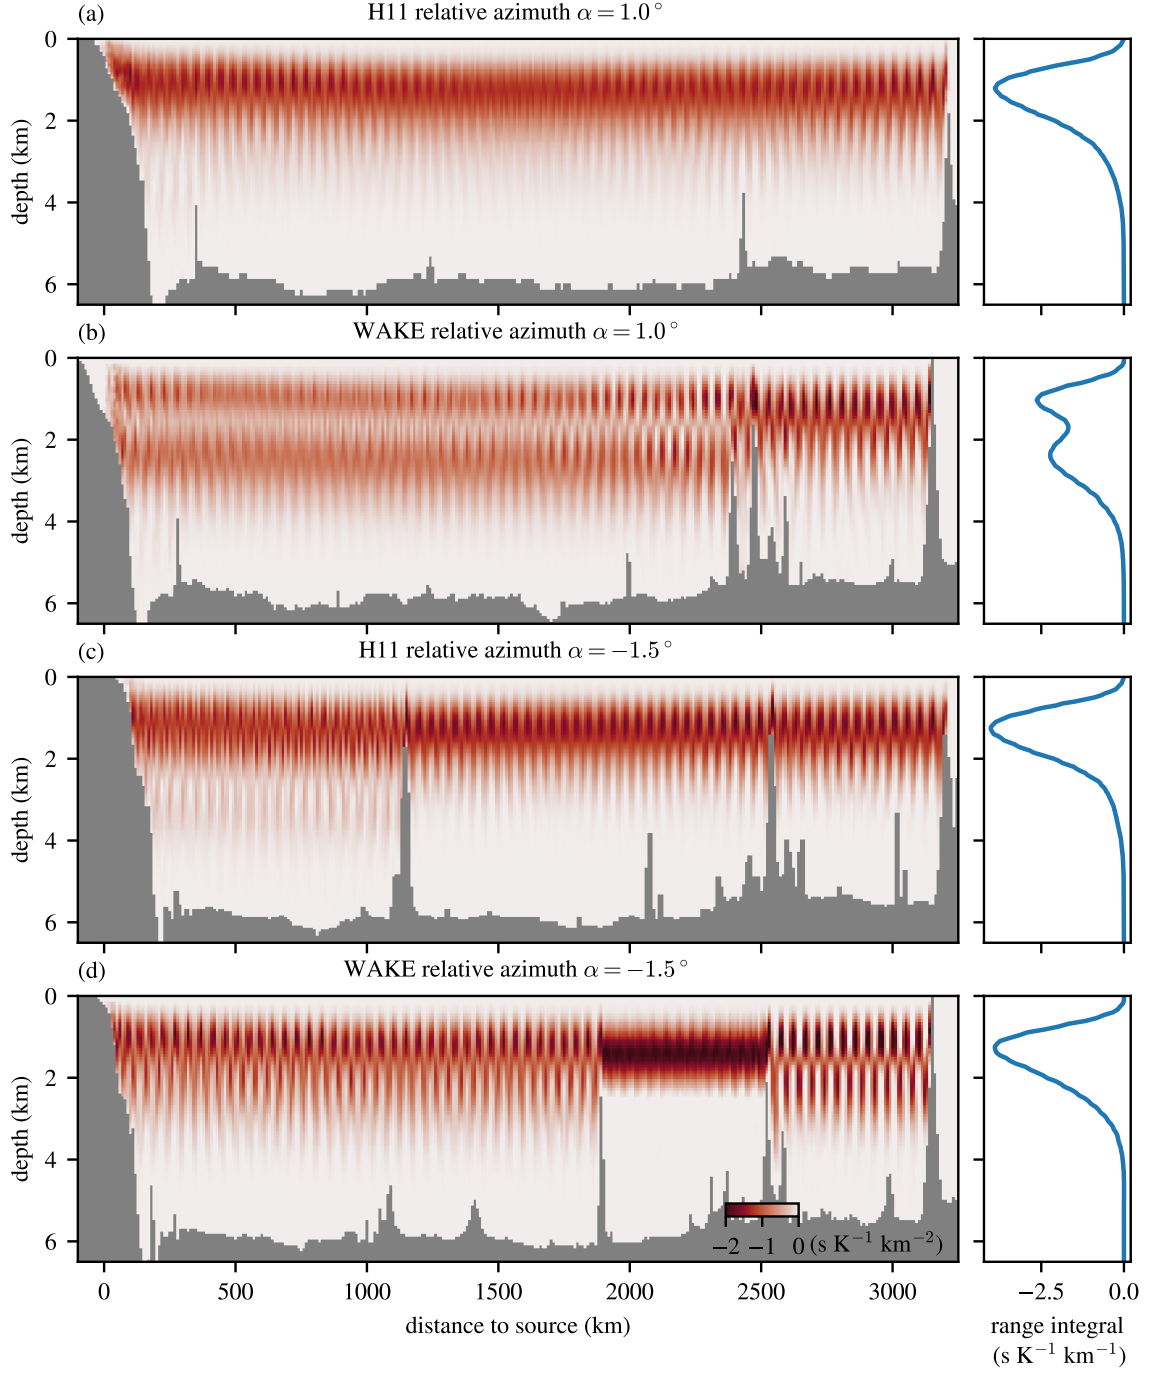 (a) H11 relative azimuth α = 1.0°
0
2
4
6
depth (km)
(b) WAKE relative azimuth α = 1.0°
0
2
4
6
depth (km)
(c) H11 relative azimuth α = −1.5°
0
2
4
6
depth (km)
(d) WAKE relative azimuth α = −1.5°
0
2
4
6
depth (km)
−2 −1 0 (s K⁻¹ km⁻²)
0 500 1000 1500 2000 2500 3000 −2.5 0.0
distance to source (km) range integral
(s K⁻¹ km⁻¹)